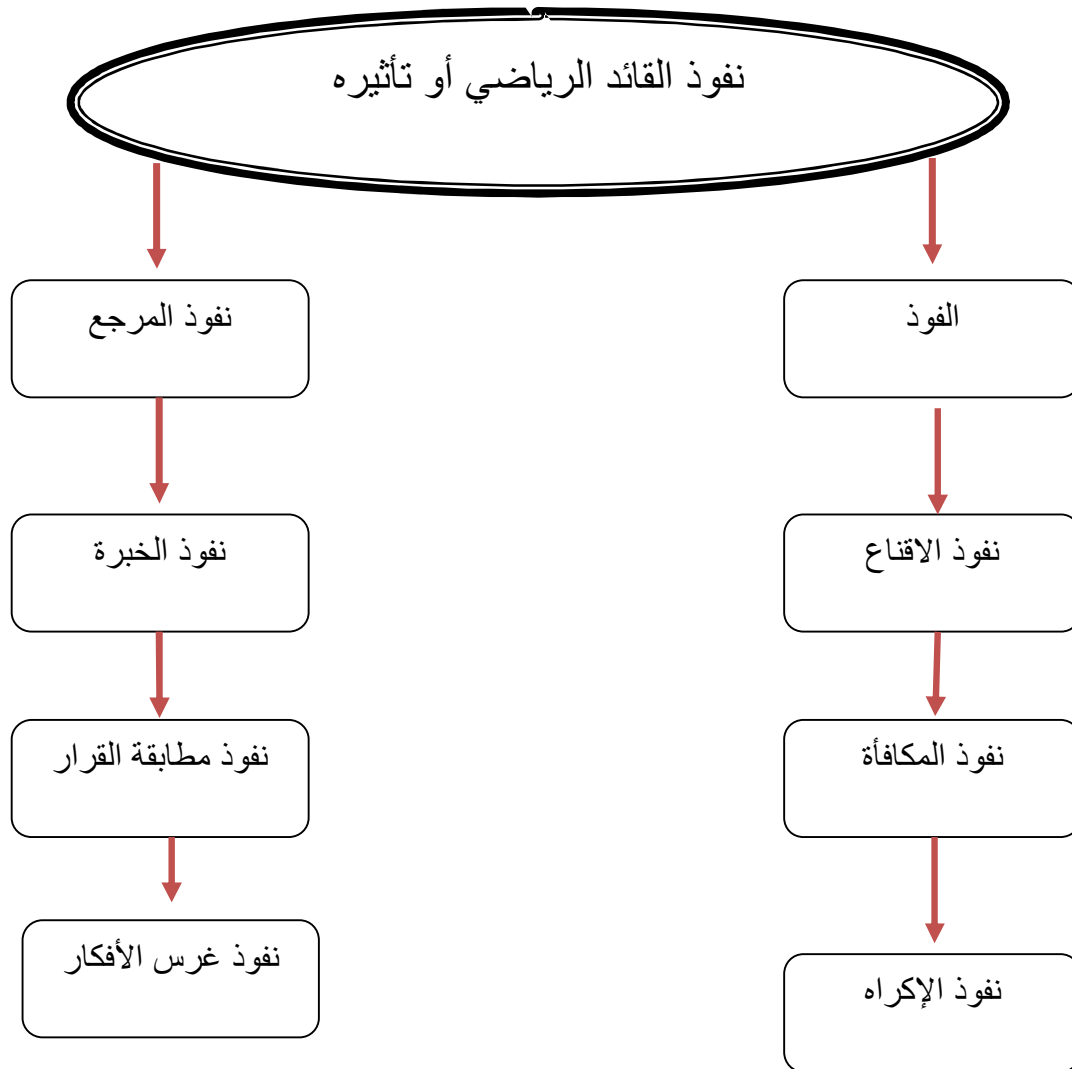 نفوذ القائد الرياضي أو تأثيره
الفوذ
نفوذ المرجع
نفوذ الاقناع
نفوذ الخبرة
نفوذ المكافأة
نفوذ مطابقة القرار
نفوذ الإكراه
نفوذ غرس الأفكار